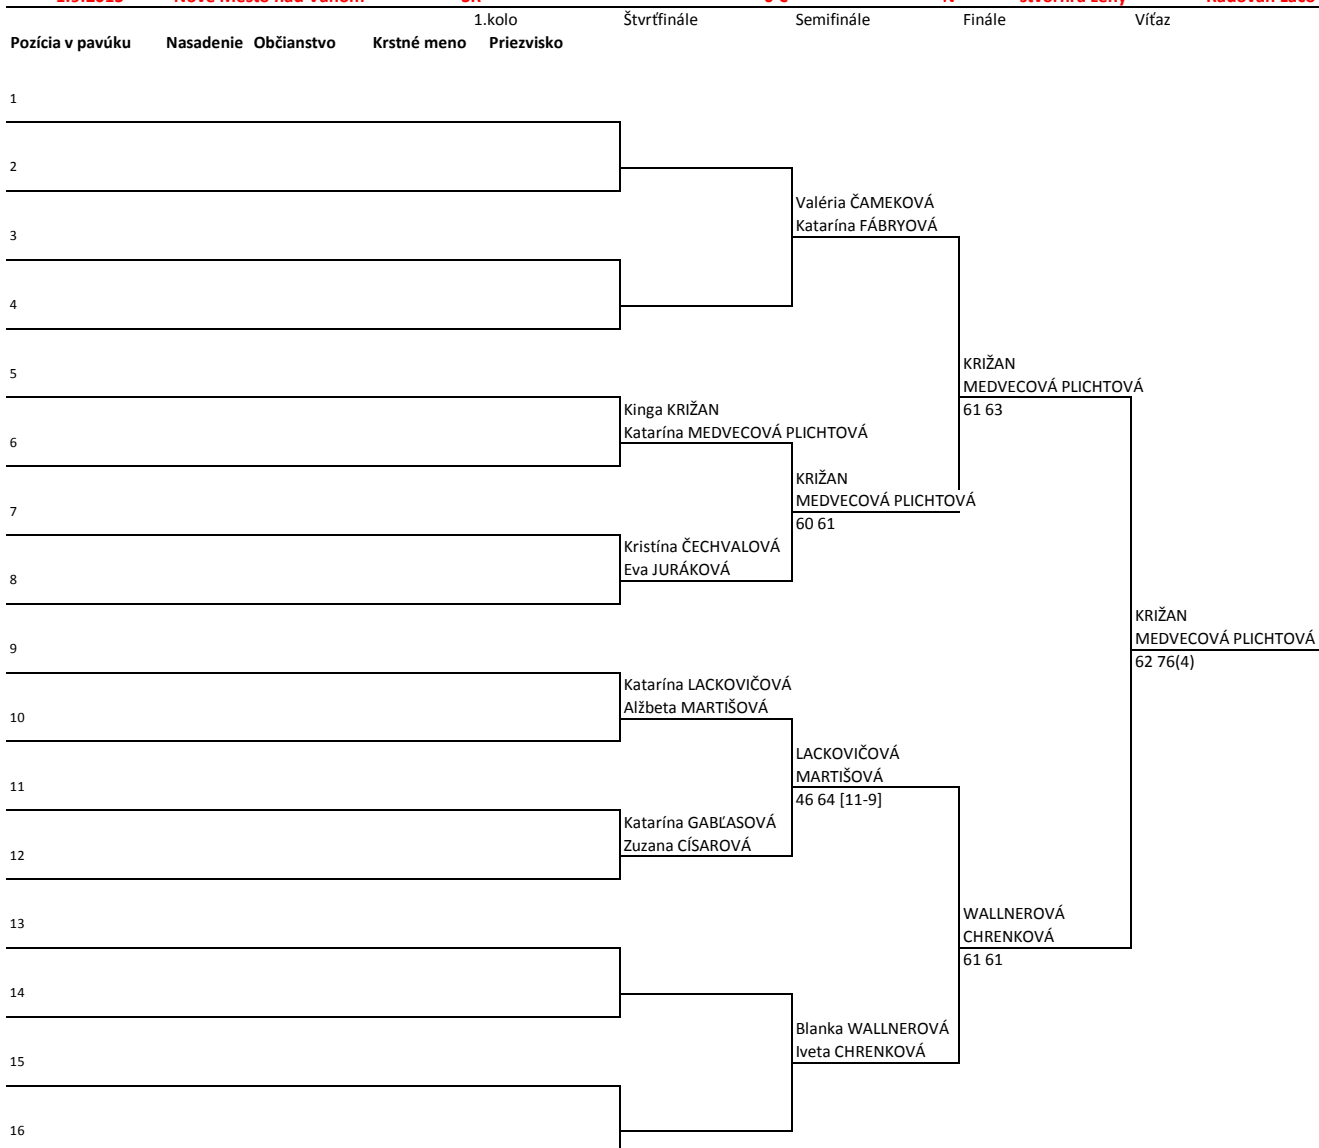 Nové Mesto nad Váhom
1.kolo Štvrťfinále Semifinále Finále Víťaz
Pozícia v pavúku Nasadenie Občianstvo Krstné meno Priezvisko
1
2
Valéria ČAMEKOVÁ
3 Katarína FÁBRYOVÁ
4
5 KRIŽAN
MEDVECOVÁ PLICHTOVÁ
Kinga KRIŽAN 61 63
6 Katarína MEDVECOVÁ PLICHTOVÁ
KRIŽAN
7 MEDVECOVÁ PLICHTOVÁ
60 61
Kristína ČECHVALOVÁ
8 Eva JURÁKOVÁ
KRIŽAN
9 MEDVECOVÁ PLICHTOVÁ
62 76(4)
Katarína LACKOVIČOVÁ
10 Alžbeta MARTIŠOVÁ
LACKOVIČOVÁ
11 MARTIŠOVÁ
46 64 [11-9]
Katarína GABĽASOVÁ
12 Zuzana CÍSAROVÁ
13 WALLNEROVÁ
CHRENKOVÁ
61 61
14
Blanka WALLNEROVÁ
15 Iveta CHRENKOVÁ
16